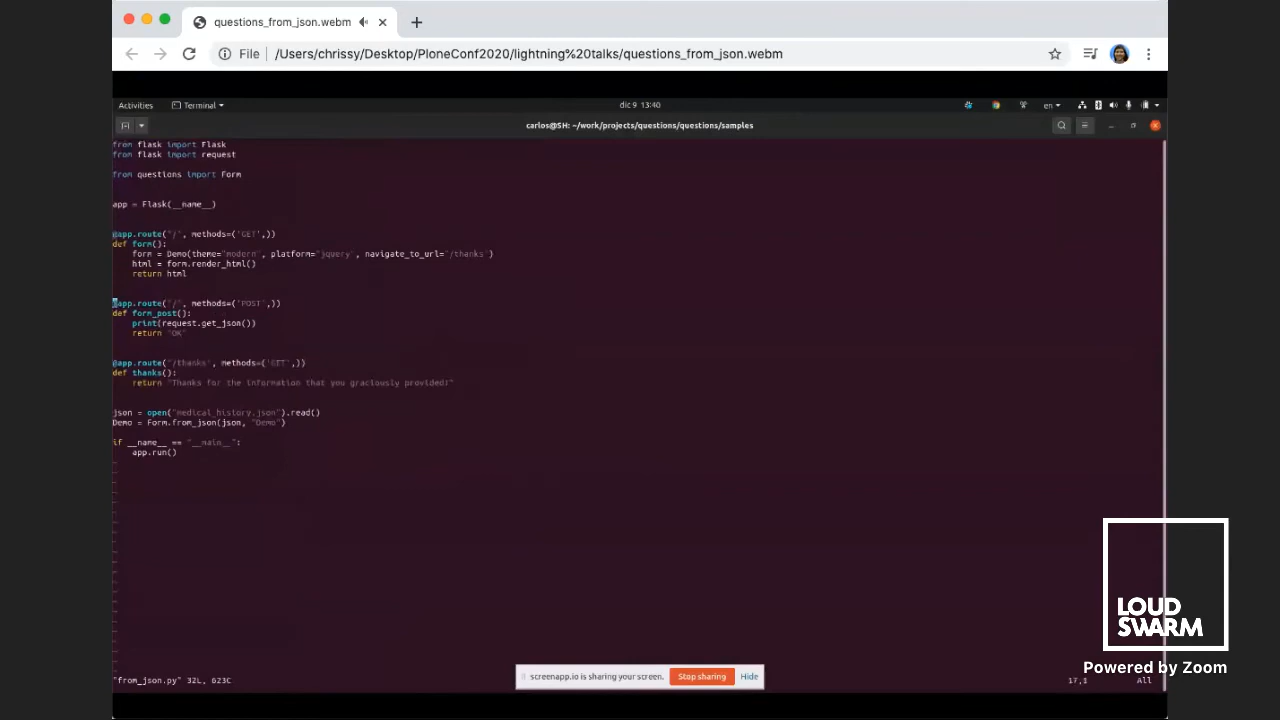 questions_from_json.webm
File /Users/chrissy/Desktop/PloneConf2020/lightning%20talks/questions_from_json.webm
Activities Terminal dic 9 13:40 en
carlos@SH: ~/work/projects/questions/questions/samples
from flask import Flask
from flask import request
from questions import Form
app = Flask(__name__)
@app.route("/", methods=('GET',))
def form():
form = Demo(theme="modern", platform="jquery", navigate_to_url="/thanks")
html = form.render_html()
return html
@app.route("/", methods=('POST',))
def form_post():
print(request.get_json())
return "OK"
@app.route("/thanks", methods=('GET',))
def thanks():
return "Thanks for the information that you graciously provided!"
json = open("medical_history.json").read()
Demo = Form.from_json(json, "Demo")
if __name__ == "__main__":
app.run()
LOUD
SWARM
Powered by Zoom
screenapp.io is sharing your screen. Stop sharing Hide
"from_json.py" 32L, 623C 17,1 All